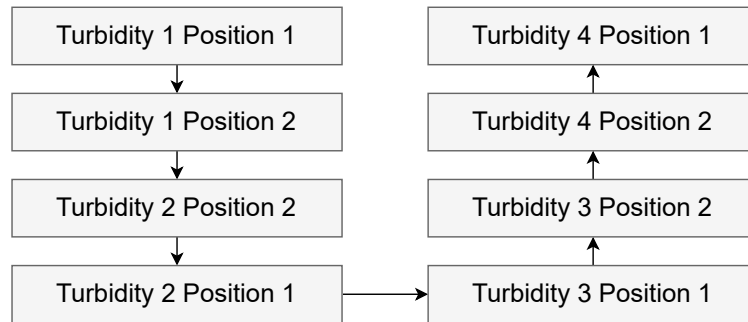 Turbidity 1 Position 1
Turbidity 1 Position 2
Turbidity 2 Position 2
Turbidity 2 Position 1
Turbidity 3 Position 1
Turbidity 3 Position 2
Turbidity 4 Position 2
Turbidity 4 Position 1